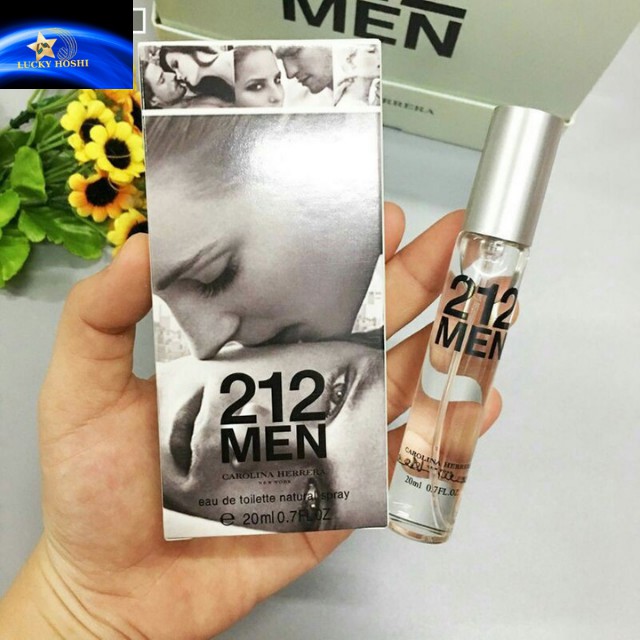 MEN
HERRERA
LUCKY HOSHI
212
MEN
CAROLINA HERRERA
NEW YORK
eau de toilette natural spray
e 20ml 0.7FL.OZ
212
MEN
CAROLINA HERRERA
20ml 0.7FL.OZ